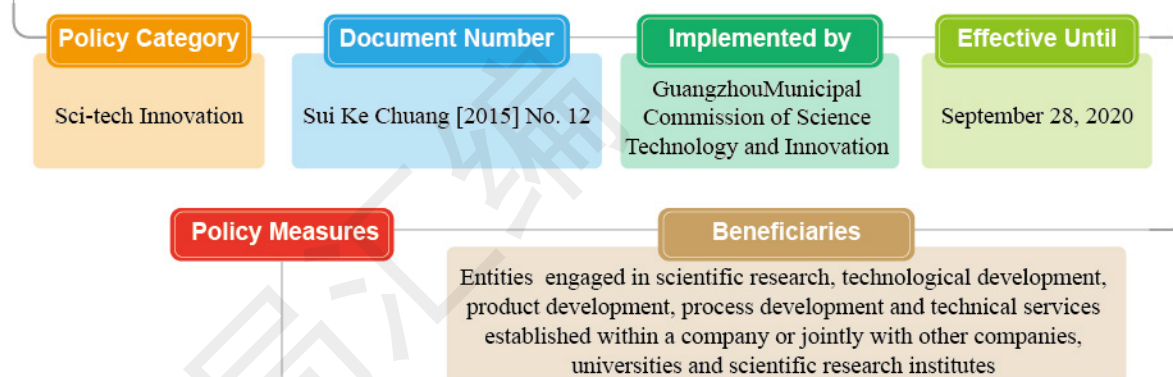 Policy Category
Document Number
Implemented by
Effective Until
Sci-tech Innovation
Sui Ke Chuang [2015] No. 12
GuangzhouMunicipal
Commission of Science
Technology and Innovation
September 28, 2020
Policy Measures
Beneficiaries
Entities engaged in scientific research, technological development,
product development, process development and technical services
established within a company or jointly with other companies,
universities and scientific research institutes
局汇编